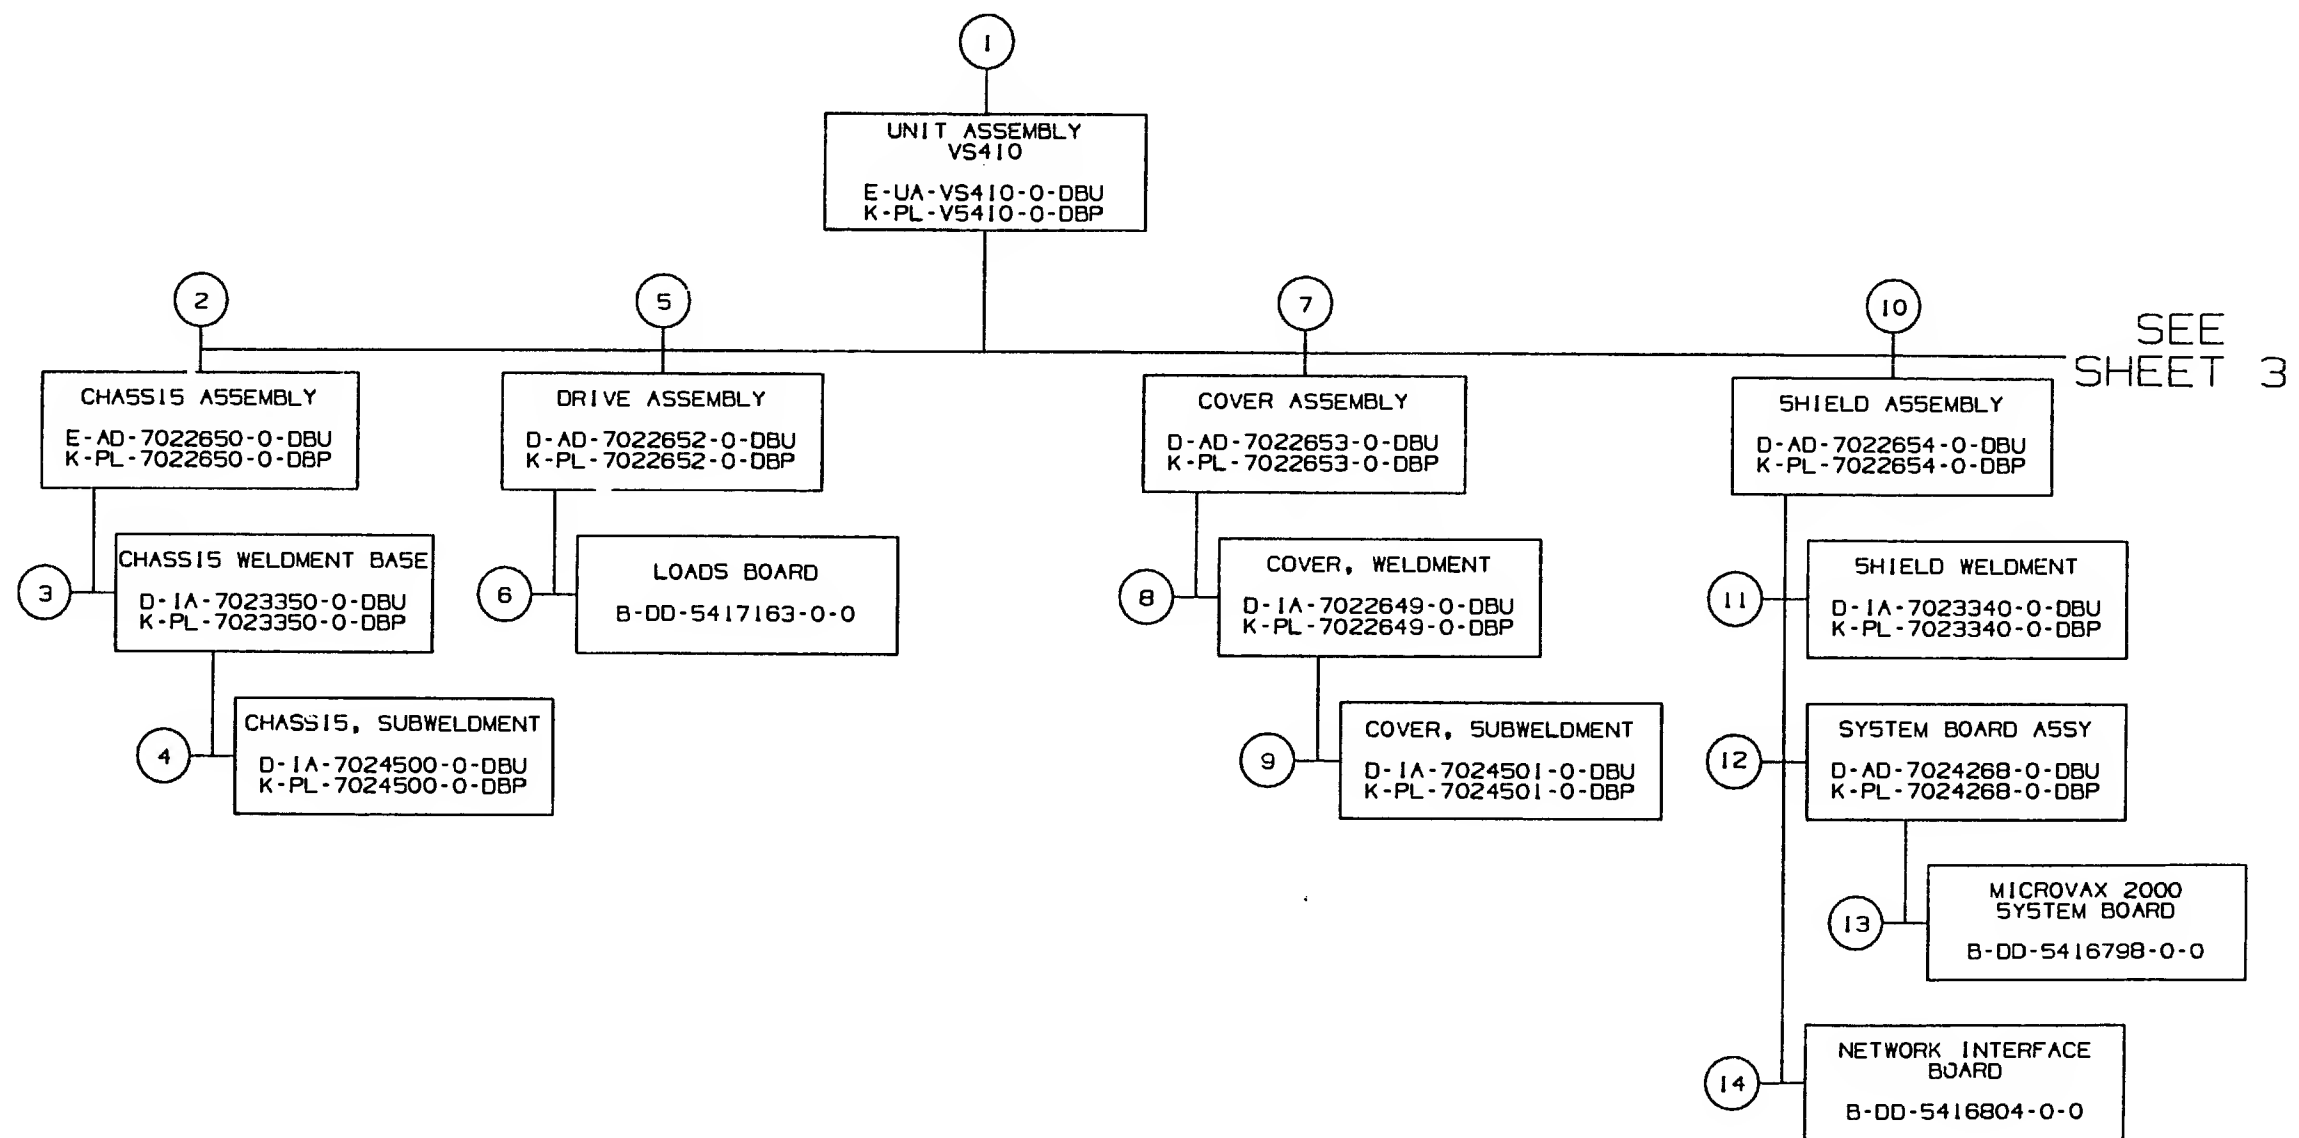 1
UNIT ASSEMBLY
VS410
E-UA-VS410-0-DBU
K-PL-VS410-0-DBP
2
5
7
10
SEE
SHEET 3
CHASSIS ASSEMBLY
E-AD-7022650-0-DBU
K-PL-7022650-0-DBP
DRIVE ASSEMBLY
D-AD-7022652-0-DBU
K-PL-7022652-0-DBP
COVER ASSEMBLY
D-AD-7022653-0-DBU
K-PL-7022653-0-DBP
SHIELD ASSEMBLY
D-AD-7022654-0-DBU
K-PL-7022654-0-DBP
3
CHASSIS WELDMENT BASE
D-IA-7023350-0-DBU
K-PL-7023350-0-DBP
6
LOADS BOARD
B-DD-5417163-0-0
8
COVER, WELDMENT
D-IA-7022649-0-DBU
K-PL-7022649-0-DBP
11
SHIELD WELDMENT
D-IA-7023340-0-DBU
K-PL-7023340-0-DBP
4
CHASSIS, SUBWELDMENT
D-IA-7024500-0-DBU
K-PL-7024500-0-DBP
9
COVER, SUBWELDMENT
D-IA-7024501-0-DBU
K-PL-7024501-0-DBP
12
SYSTEM BOARD ASSY
D-AD-7024268-0-DBU
K-PL-7024268-0-DBP
13
MICROVAX 2000
SYSTEM BOARD
B-DD-5416798-0-0
14
NETWORK INTERFACE
BOARD
B-DD-5416804-0-0